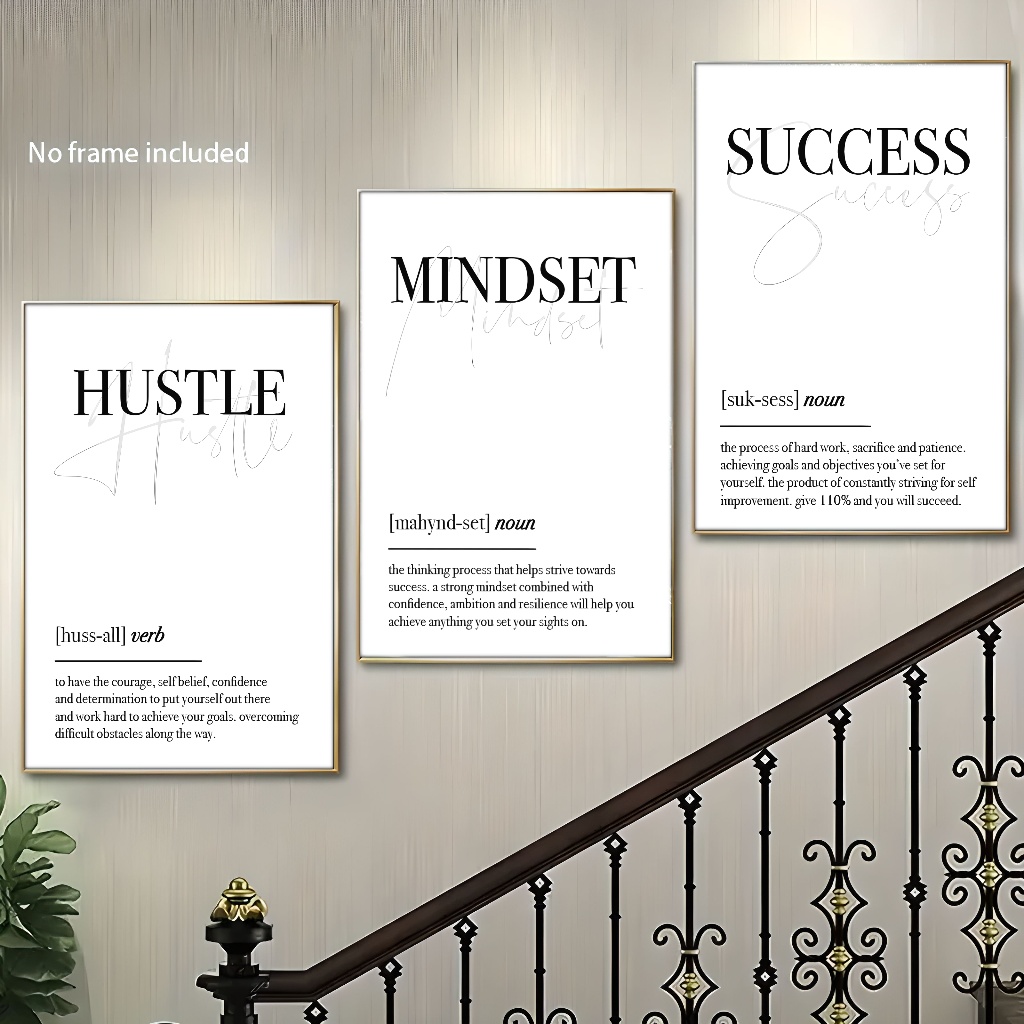 No frame included
HUSTLE
Hustle
[huss-all] verb
to have the courage, self belief, confidence
and determination to put yourself out there
and work hard to achieve your goals. overcoming
difficult obstacles along the way.
MINDSET
Mindset
[mahynd-set] noun
the thinking process that helps strive towards
success. a strong mindset combined with
confidence, ambition and resilience will help you
achieve anything you set your sights on.
SUCCESS
Success
[suk-sess] noun
the process of hard work, sacrifice and patience.
achieving goals and objectives you've set for
yourself. the product of constantly striving for self
improvement. give 110% and you will succeed.